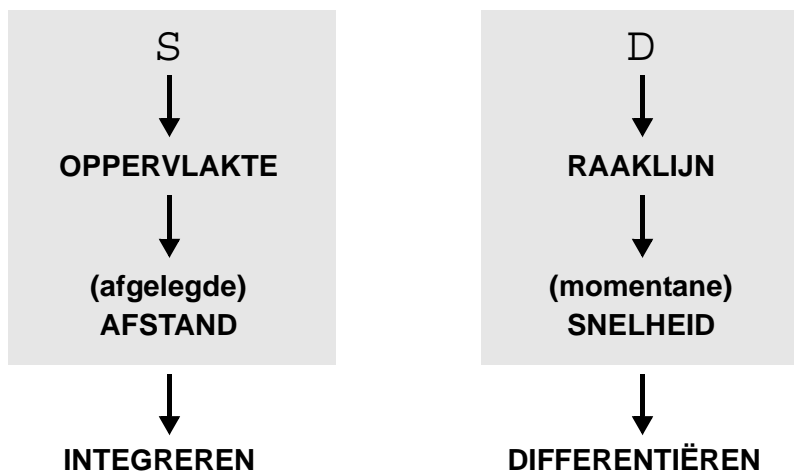 S
OPPERVLAKTE
(afgelegde)
AFSTAND
INTEGREREN
D
RAAKLIJN
(momentane)
SNELHEID
DIFFERENTIËREN